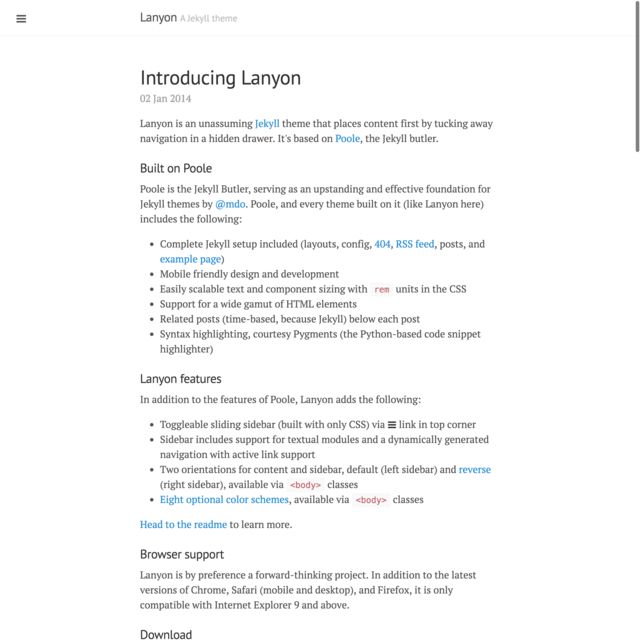 Lanyon A Jekyll theme
Introducing Lanyon
02 Jan 2014
Lanyon is an unassuming Jekyll theme that places content first by tucking away
navigation in a hidden drawer. It's based on Poole, the Jekyll butler.
Built on Poole
Poole is the Jekyll Butler, serving as an upstanding and effective foundation for
Jekyll themes by @mdo. Poole, and every theme built on it (like Lanyon here)
includes the following:
• Complete Jekyll setup included (layouts, config, 404, RSS feed, posts, and
example page)
• Mobile friendly design and development
• Easily scalable text and component sizing with rem units in the CSS
• Support for a wide gamut of HTML elements
• Related posts (time-based, because Jekyll) below each post
• Syntax highlighting, courtesy Pygments (the Python-based code snippet
highlighter)
Lanyon features
In addition to the features of Poole, Lanyon adds the following:
• Toggleable sliding sidebar (built with only CSS) via ☰ link in top corner
• Sidebar includes support for textual modules and a dynamically generated
navigation with active link support
• Two orientations for content and sidebar, default (left sidebar) and reverse
(right sidebar), available via <body> classes
• Eight optional color schemes, available via <body> classes
Head to the readme to learn more.
Browser support
Lanyon is by preference a forward-thinking project. In addition to the latest
versions of Chrome, Safari (mobile and desktop), and Firefox, it is only
compatible with Internet Explorer 9 and above.
Download